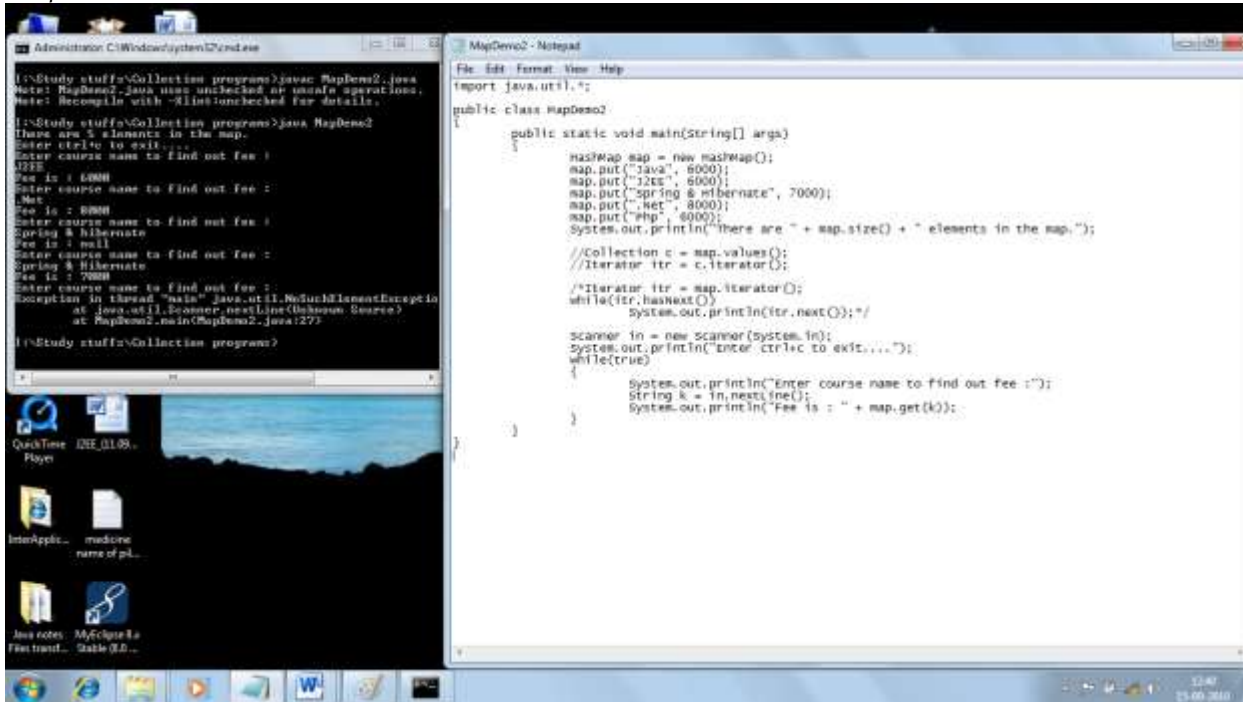 Administrator: C:\Windows\system32\cmd.exe
I:\Study stuffs\Collection programs>javac MapDemo2.java
Note: MapDemo2.java uses unchecked or unsafe operations.
Note: Recompile with -Xlint:unchecked for details.
I:\Study stuffs\Collection programs>java MapDemo2
There are 5 elements in the map.
Enter ctrl+c to exit....
Enter course name to find out fee :
J2EE
Fee is : 6000
Enter course name to find out fee :
.Net
Fee is : 8000
Enter course name to find out fee :
Spring & hibernate
Fee is : null
Enter course name to find out fee :
Spring & Hibernate
Fee is : 7000
Enter course name to find out fee :
Exception in thread "main" java.util.NoSuchElementExceptio
at java.util.Scanner.nextLine(Unknown Source)
at MapDemo2.main(MapDemo2.java:27)
I:\Study stuffs\Collection programs>
MapDemo2 - Notepad
File Edit Format View Help
import java.util.*;
public class MapDemo2
{
public static void main(String[] args)
{
HashMap map = new HashMap();
map.put("Java", 6000);
map.put("J2EE", 6000);
map.put("Spring & Hibernate", 7000);
map.put(".Net", 8000);
map.put("Php", 6000);
System.out.println("There are " + map.size() + " elements in the map.");
//Collection c = map.values();
//Iterator itr = c.iterator();
/*Iterator itr = map.iterator();
while(itr.hasNext())
System.out.println(itr.next());*/
Scanner in = new Scanner(System.in);
System.out.println("Enter ctrl+c to exit....");
while(true)
{
System.out.println("Enter course name to find out fee :");
String k = in.nextLine();
System.out.println("Fee is : " + map.get(k));
}
}
}
QuickTime
Player
J2EE_(11.09...
InterApplic...
medicine
name of pil...
Java notes
Files transf...
MyEclipse 8.x
Stable (8.0 ...
12:47